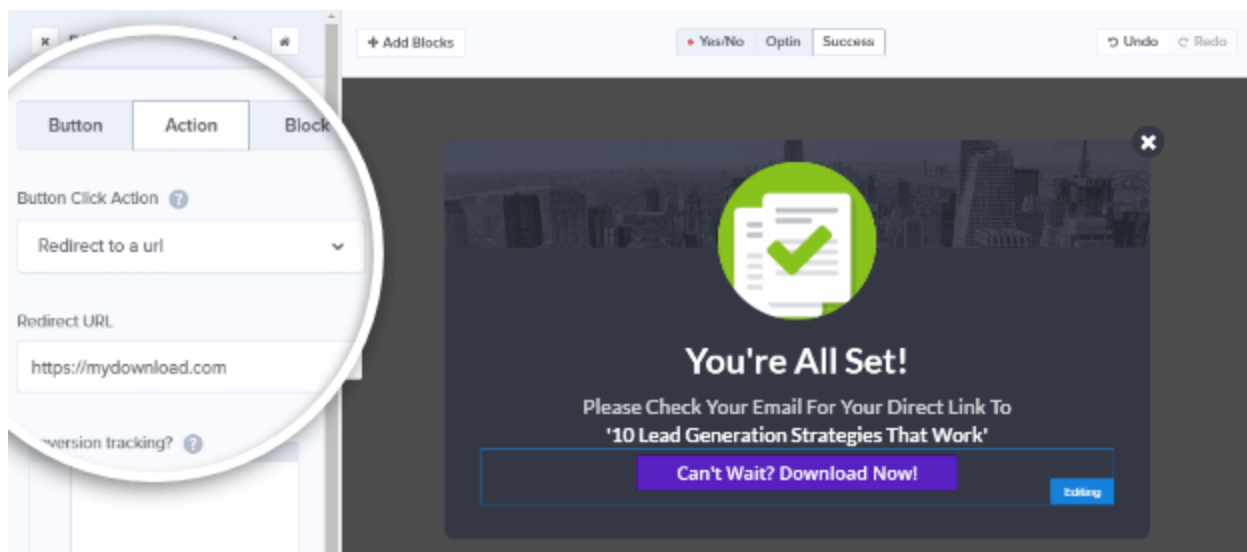 + Add Blocks
Yes/No Optin Success
Undo Redo
Button Action Block
Button Click Action ?
Redirect to a url
Redirect URL
https://mydownload.com
version tracking? ?
You're All Set!
Please Check Your Email For Your Direct Link To
'10 Lead Generation Strategies That Work'
Can't Wait? Download Now!
Editing